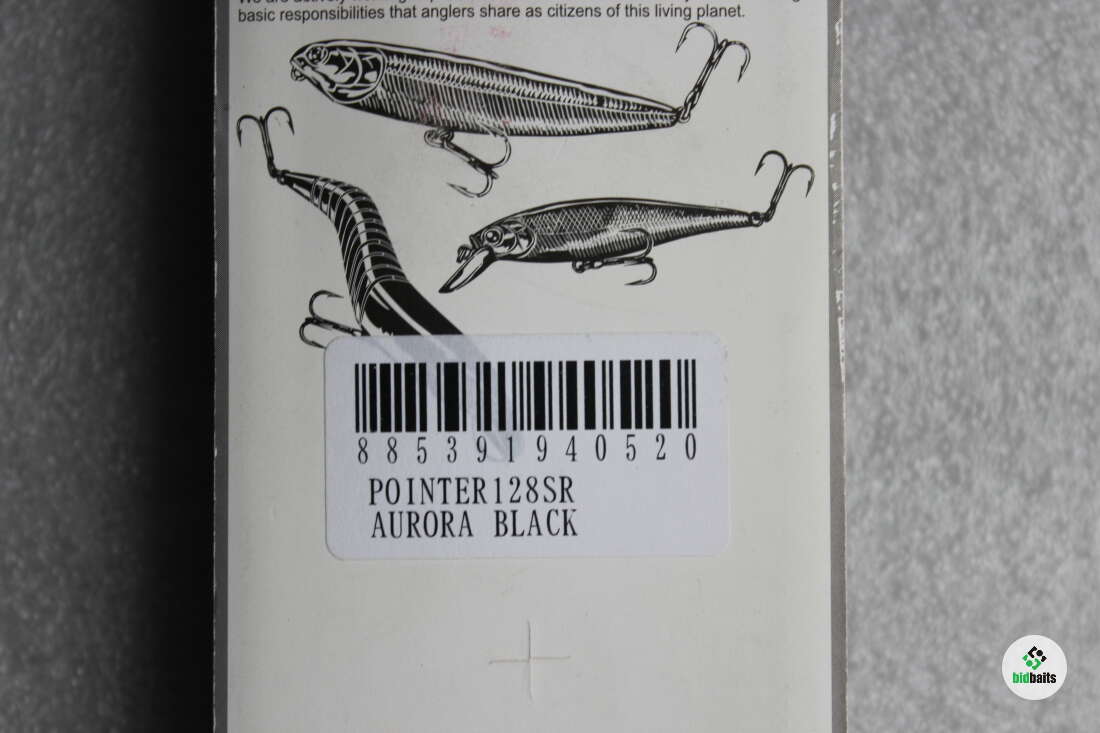 basic responsibilities that anglers share as citizens of this living planet.
885391940520
POINTER128SR
AURORA BLACK
bidbaits